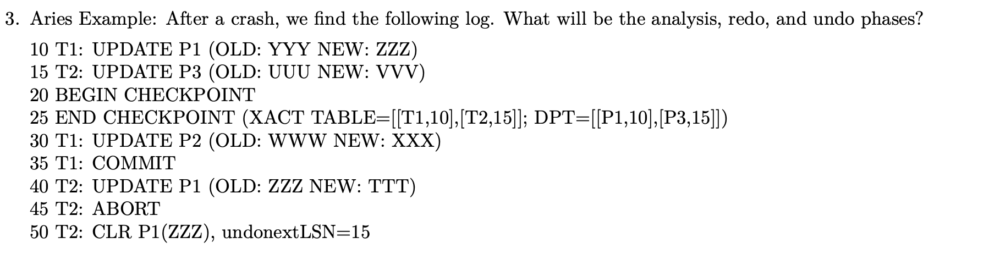 3. Aries Example: After a crash, we find the following log. What will be the analysis, redo, and undo phases?
10 T1: UPDATE P1 (OLD: YYY NEW: ZZZ)
15 T2: UPDATE P3 (OLD: UUU NEW: VVV)
20 BEGIN CHECKPOINT
25 END CHECKPOINT (XACT TABLE=[[T1,10],[T2,15]]; DPT=[[P1,10],[P3,15]])
30 T1: UPDATE P2 (OLD: WWW NEW: XXX)
35 T1: COMMIT
40 T2: UPDATE P1 (OLD: ZZZ NEW: TTT)
45 T2: ABORT
50 T2: CLR P1(ZZZ), undonextLSN=15